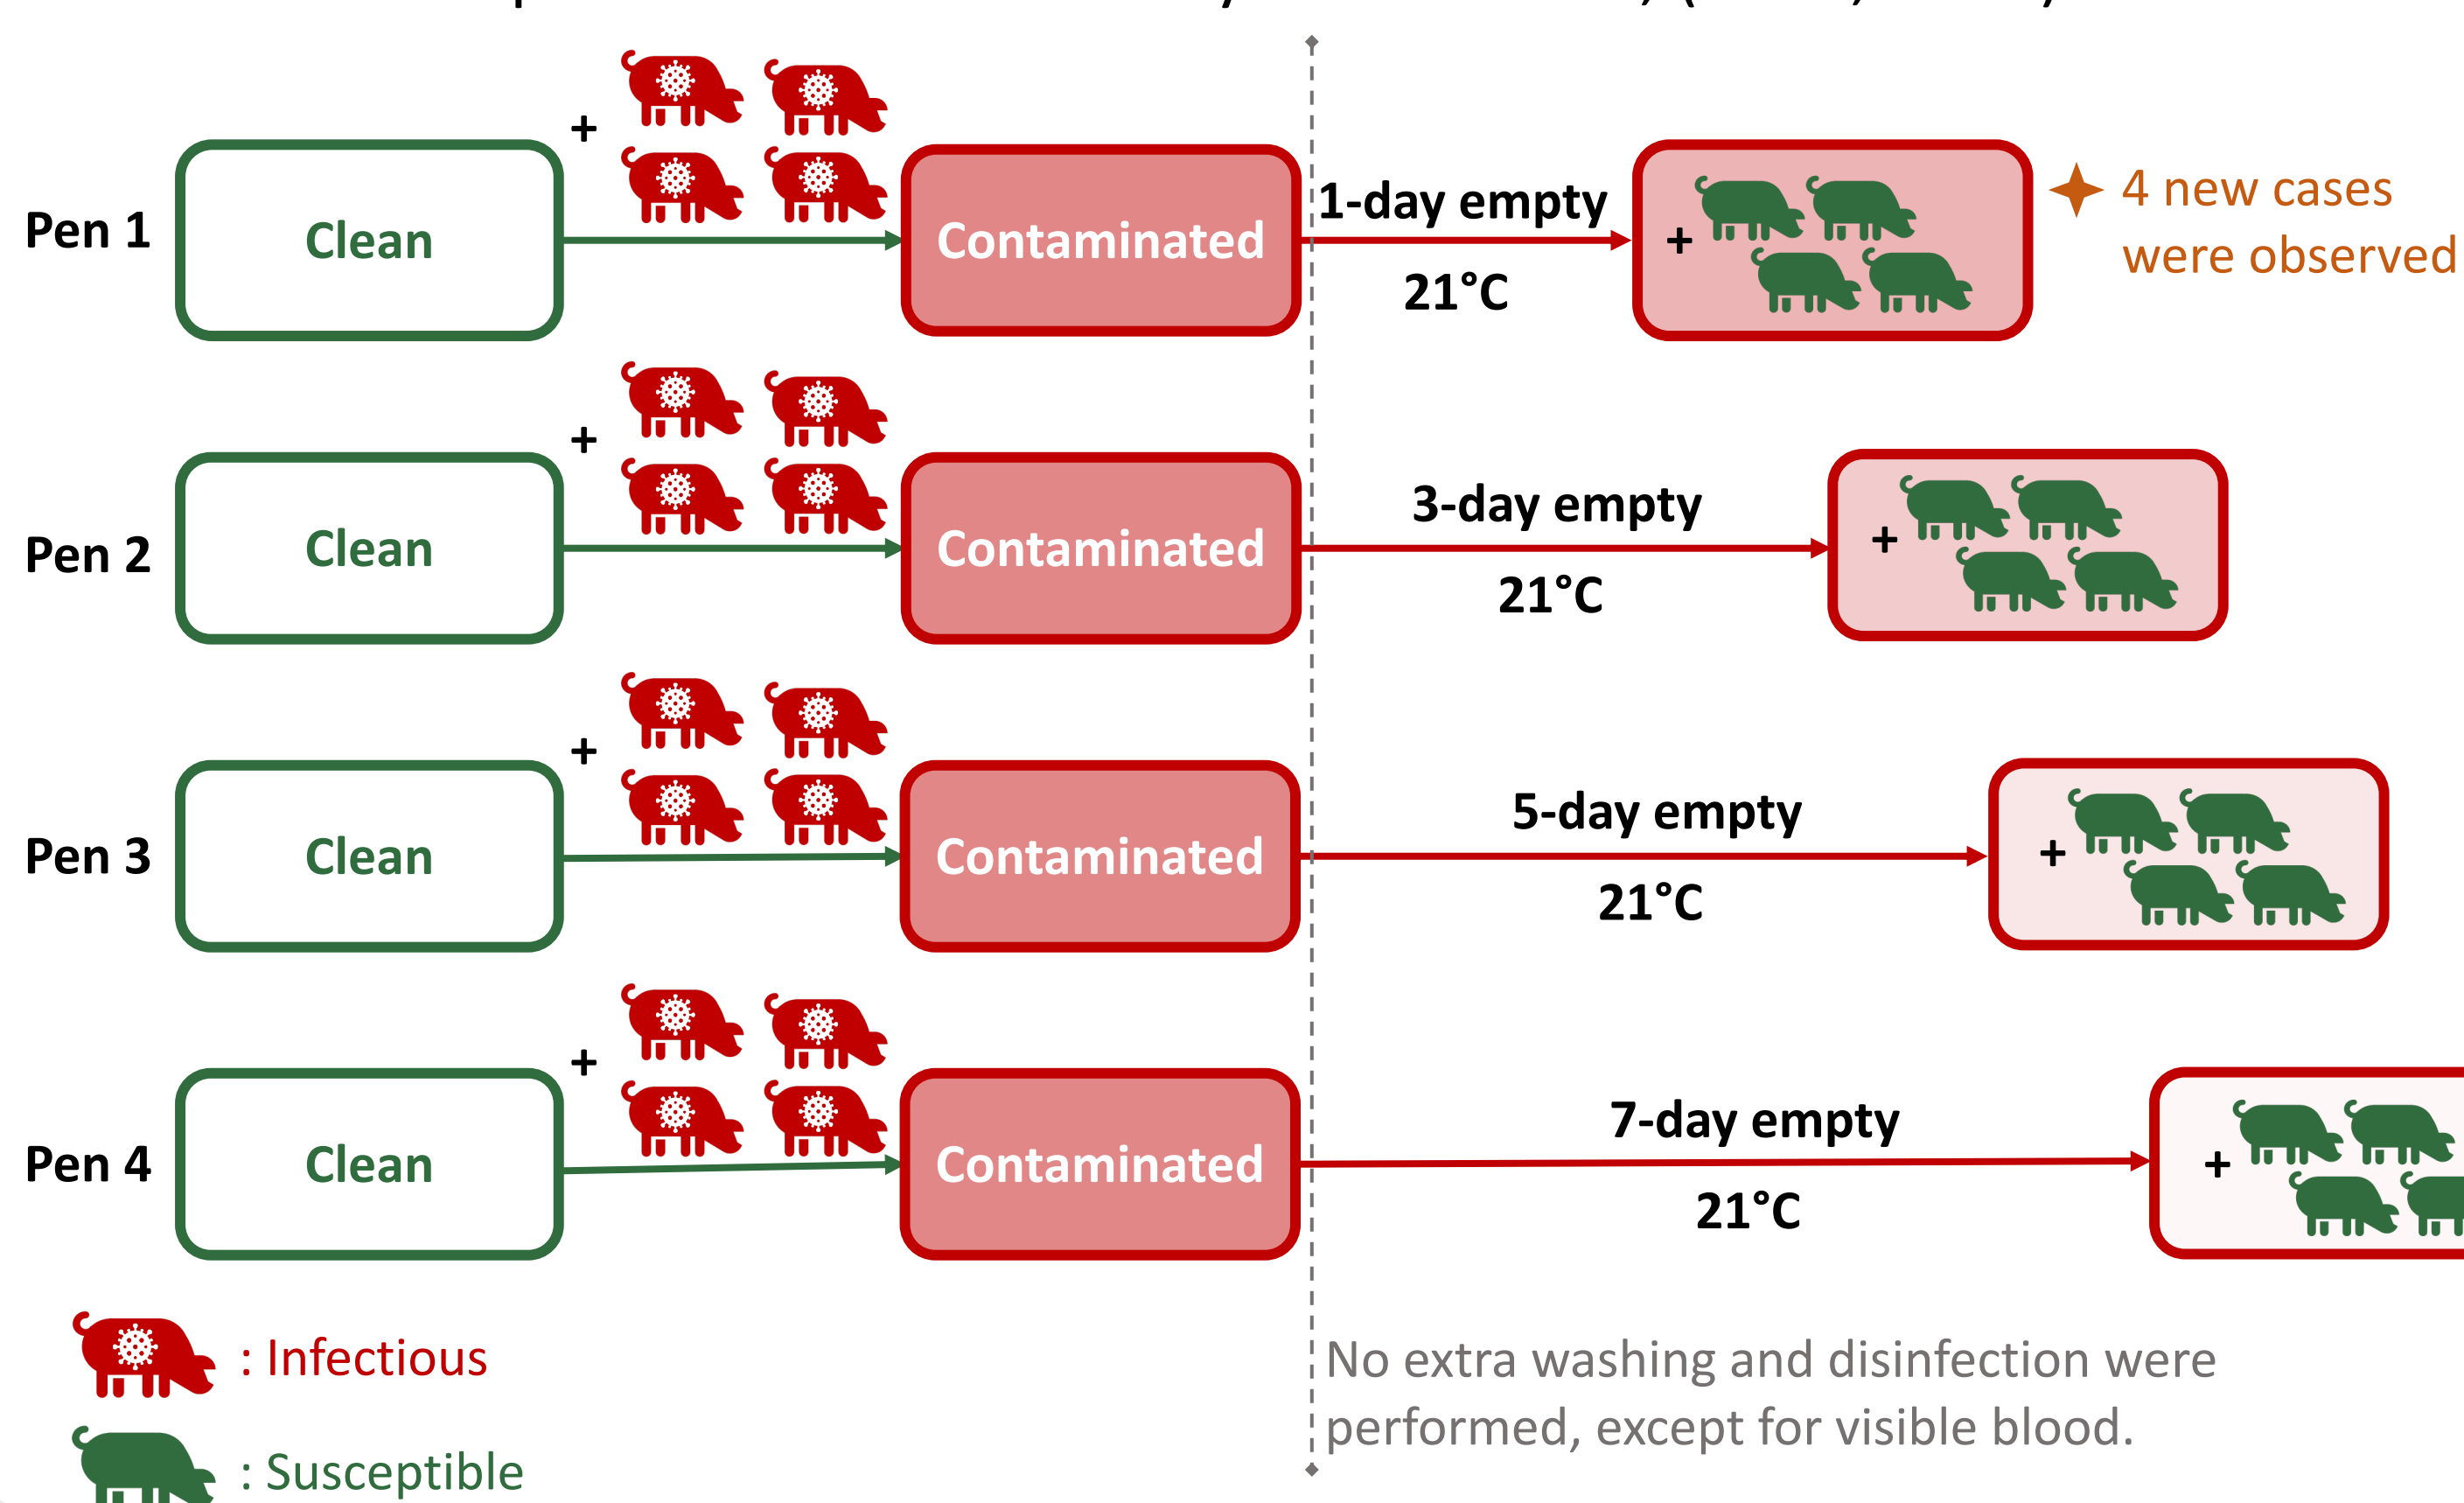 +
Pen 1
Clean
Contaminated
1-day empty
21°C
+
4 new cases
were observed
+
Pen 2
Clean
Contaminated
3-day empty
21°C
+
+
Pen 3
Clean
Contaminated
5-day empty
21°C
+
+
Pen 4
Clean
Contaminated
7-day empty
21°C
+
: Infectious
: Susceptible
No extra washing and disinfection were
performed, except for visible blood.